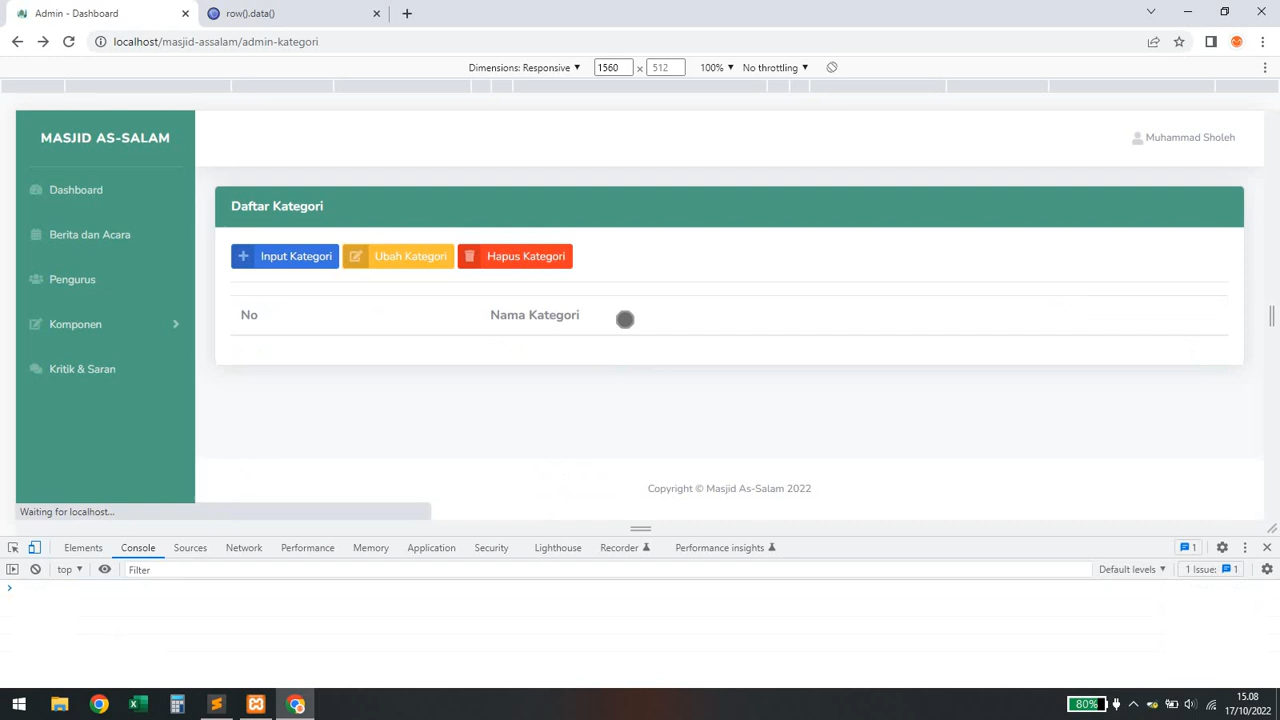 Admin - Dashboard
row().data()
localhost/masjid-assalam/admin-kategori
Dimensions: Responsive
1560 × 512
100%
No throttling
MASJID AS-SALAM
Muhammad Sholeh
Dashboard
Berita dan Acara
Pengurus
Komponen
Kritik & Saran
Daftar Kategori
Input Kategori
Ubah Kategori
Hapus Kategori
No
Nama Kategori
Copyright © Masjid As-Salam 2022
Waiting for localhost...
Elements
Console
Sources
Network
Performance
Memory
Application
Security
Lighthouse
Recorder
Performance insights
1
top
Filter
Default levels
1 Issue:
1
80%
15.08
17/10/2022